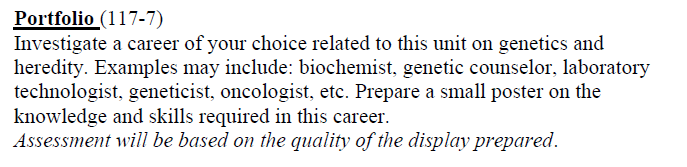 Portfolio (117-7)
Investigate a career of your choice related to this unit on genetics and
heredity. Examples may include: biochemist, genetic counselor, laboratory
technologist, geneticist, oncologist, etc. Prepare a small poster on the
knowledge and skills required in this career.
Assessment will be based on the quality of the display prepared.